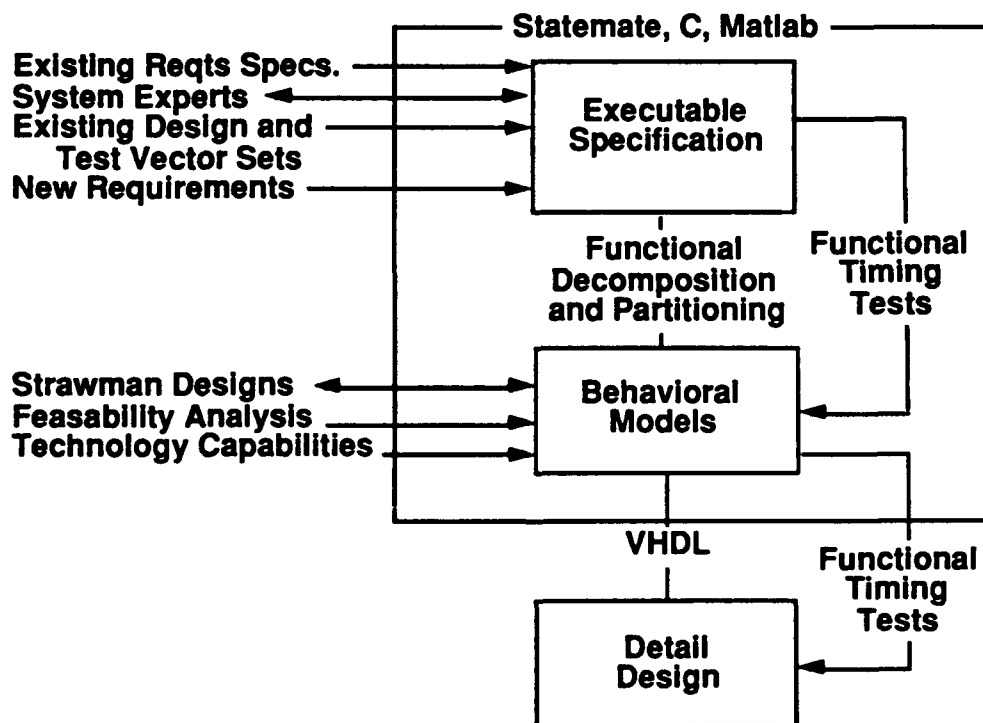 Statemate, C, Matlab
Existing Reqts Specs.
System Experts
Existing Design and
Test Vector Sets
New Requirements
Executable
Specification
Functional
Decomposition
and Partitioning
Functional
Timing
Tests
Strawman Designs
Feasability Analysis
Technology Capabilities
Behavioral
Models
VHDL
Functional
Timing
Tests
Detail
Design